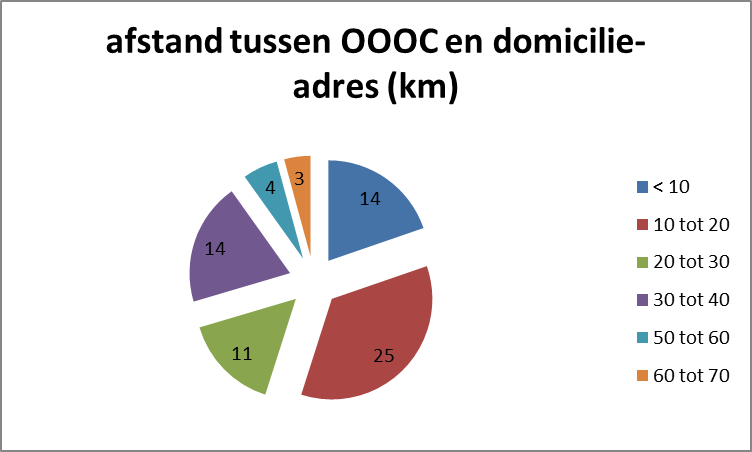 afstand tussen OOOC en domicilie-
adres (km)
3
4
14
14
11
25
< 10
10 tot 20
20 tot 30
30 tot 40
50 tot 60
60 tot 70